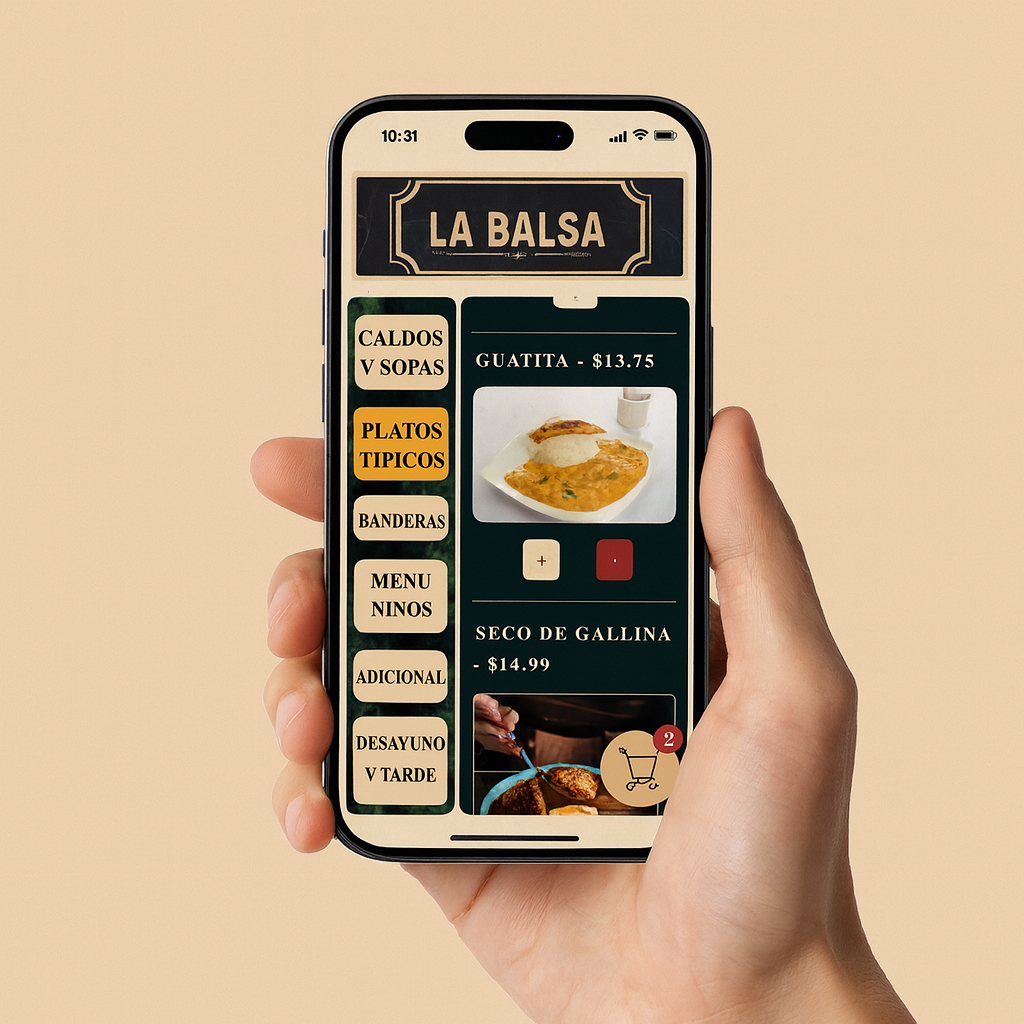 10:31
LA BALSA
CALDOS
V SOPAS
PLATOS
TIPICOS
BANDERAS
MENU
NINOS
ADICIONAL
DESAYUNO
V TARDE
GUATITA - $13.75
+
SECO DE GALLINA
- $14.99
2